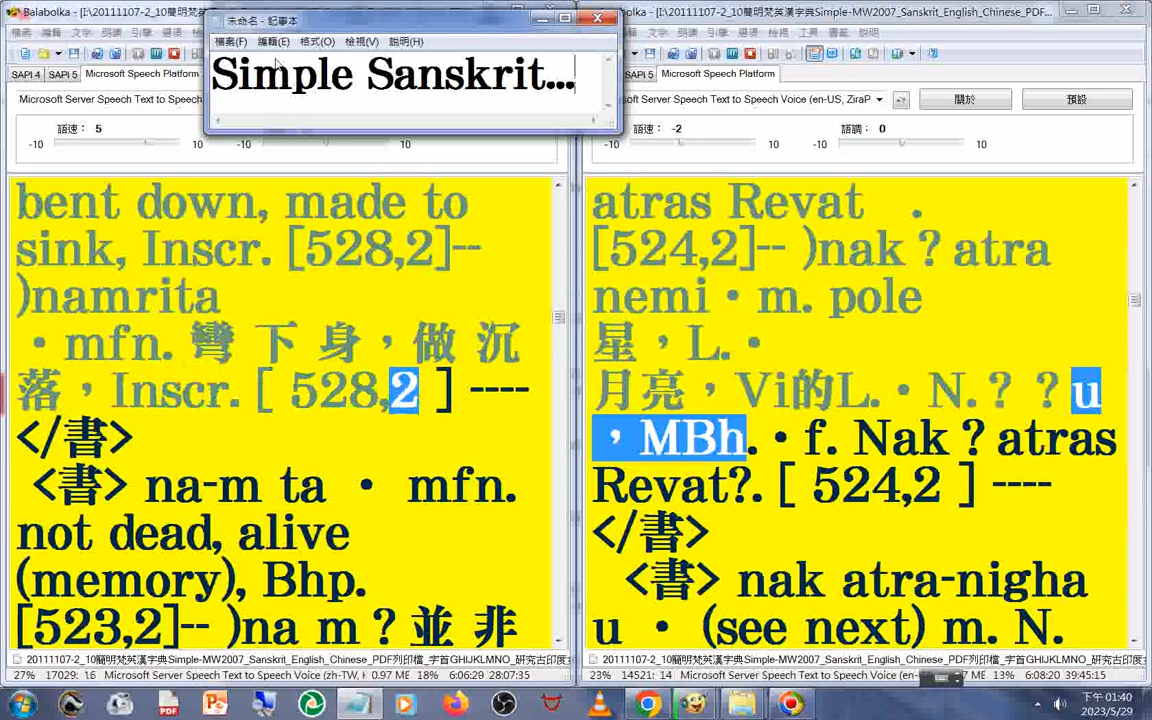 Balabolka - [I:\20111107-2_10簡明梵英漢字典
未命名 - 記事本
bolka - [I:\20111107-2_10簡明梵英漢字典Simple-MW2007_Sanskrit_English_Chinese_PDF...
檔案(F) 編輯(E) 格式(O) 檢視(V) 說明(H)
Simple Sanskrit...
SAPI 4 SAPI 5 Microsoft Speech Platform
SAPI 5 Microsoft Speech Platform
Microsoft Server Speech Text to Speech
soft Server Speech Text to Speech Voice (en-US, ZiraP
關於 預設
語速： 5
-10 10 10
語速： -2 語調： 0
-10 10 -10 10
bent down, made to
sink, Inscr. [528,2]--
)namrita
•mfn. 彎 下 身，做 沉
落，Inscr. [ 528,2 ] ----
</書>
<書> na-m ta • mfn.
not dead, alive
(memory), Bhp.
[523,2]-- )na m？並 非
atras Revat .
[524,2]-- )nak？atra
nemi•m. pole
星，L.•
月亮，Vi的L.•N.？？u
，MBh.•f. Nak？atras
Revat?. [ 524,2 ] ----
</書>
<書> nak atra-nigha
u • (see next) m. N.
20111107-2_10簡明梵英漢字典Simple-MW2007_Sanskrit_English_Chinese_PDF列印檔_字首GHIJKLMNO_研究古印度
20111107-2_10簡明梵英漢字典Simple-MW2007_Sanskrit_English_Chinese_PDF列印檔_字首GHIJKLMNO_研究古印度
27% 17029: 16 Microsoft Server Speech Text to Speech Voice (zh-TW, H 0.97 ME 18% 6:06:29 28:07:35
23% 14521: 14 Microsoft Server Speech Text to Speech Voice 13% 6:08:20 39:45:15
下午 01:40
2023/5/29